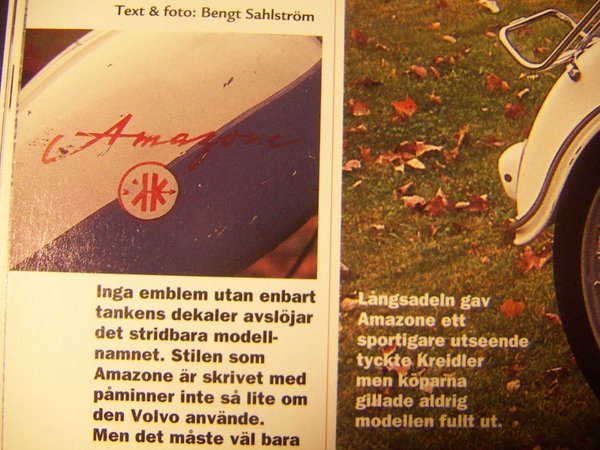 Text & foto: Bengt Sahlström
Amazone
Inga emblem utan enbart
tankens dekaler avslöjar
det stridbara modell-
namnet. Stilen som
Amazone är skrivet med
påminner inte så lite om
den Volvo använde.
Men det måste väl bara
Långsadeln gav
Amazone ett
sportigare utseende
tyckte Kreidler
men köparna
gillade aldrig
modellen fullt ut.